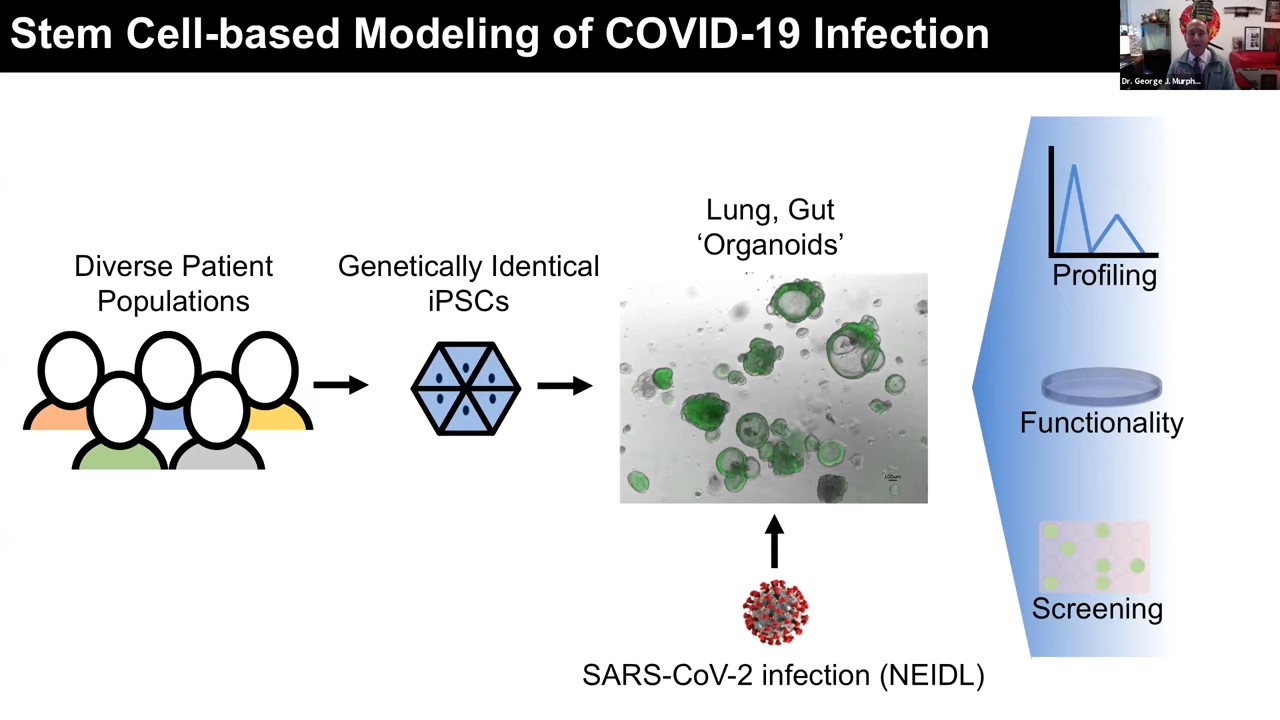 Stem Cell-based Modeling of COVID-19 Infection
Dr. George J. Murph...
Diverse Patient
Populations
Genetically Identical
iPSCs
Lung, Gut
‘Organoids’
100μm
SARS-CoV-2 infection (NEIDL)
Profiling
Functionality
Screening